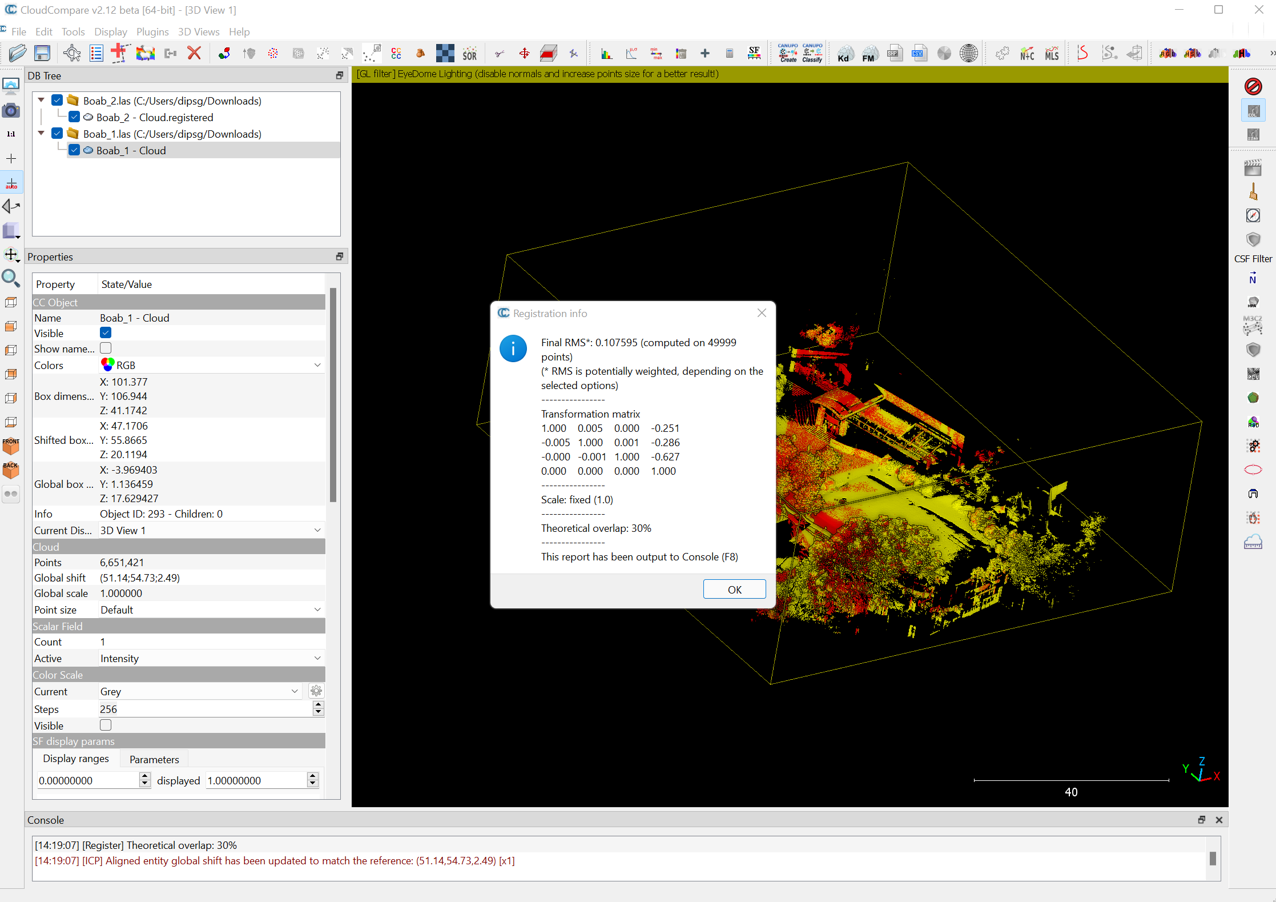 CloudCompare v2.12 beta [64-bit] - [3D View 1]
File Edit Tools Display Plugins 3D Views Help
SOR
SF
CANUPO Create
CANUPO Classify
Kd
FM
CSV
N+C
MLS
DB Tree
Boab_2.las (C:/Users/dipsg/Downloads)
Boab_2 - Cloud.registered
Boab_1.las (C:/Users/dipsg/Downloads)
Boab_1 - Cloud
1:1
auto
FRONT
BACK
Properties
Property State/Value
CC Object
Name Boab_1 - Cloud
Visible
Show name...
Colors RGB
Box dimens... X: 101.377
Y: 106.944
Z: 41.1742
Shifted box... X: 47.1706
Y: 55.8665
Z: 20.1194
Global box ... X: -3.969403
Y: 1.136459
Z: 17.629427
Info Object ID: 293 - Children: 0
Current Dis... 3D View 1
Cloud
Points 6,651,421
Global shift (51.14;54.73;2.49)
Global scale 1.000000
Point size Default
Scalar Field
Count 1
Active Intensity
Color Scale
Current Grey
Steps 256
Visible
SF display params
Display ranges Parameters
0.00000000 displayed 1.00000000
[GL filter] EyeDome Lighting (disable normals and increase points size for a better result!)
Registration info
Final RMS*: 0.107595 (computed on 49999
points)
(* RMS is potentially weighted, depending on the
selected options)
----------------
Transformation matrix
1.000 0.005 0.000 -0.251
-0.005 1.000 0.001 -0.286
-0.000 -0.001 1.000 -0.627
0.000 0.000 0.000 1.000
----------------
Scale: fixed (1.0)
----------------
Theoretical overlap: 30%
----------------
This report has been output to Console (F8)
OK
Z
Y
X
40
CSF Filter
N
M3C2
Console
[14:19:07] [Register] Theoretical overlap: 30%
[14:19:07] [ICP] Aligned entity global shift has been updated to match the reference: (51.14,54.73,2.49) [x1]